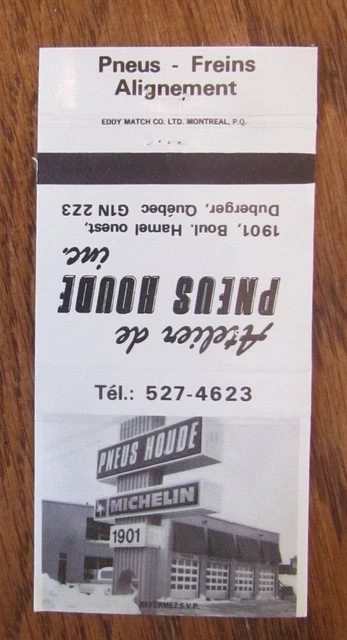 Pneus - Freins
Alignement
EDDY MATCH CO. LTD. MONTREAL, P.Q.
Atelier de
PNEUS HOUDE
inc.
1901, Boul. Hamel ouest,
Duberger, Québec G1N 2Z3
Tél.: 527-4623
PNEUS HOUDE
MICHELIN
1901
REFERMEZ S.V.P.